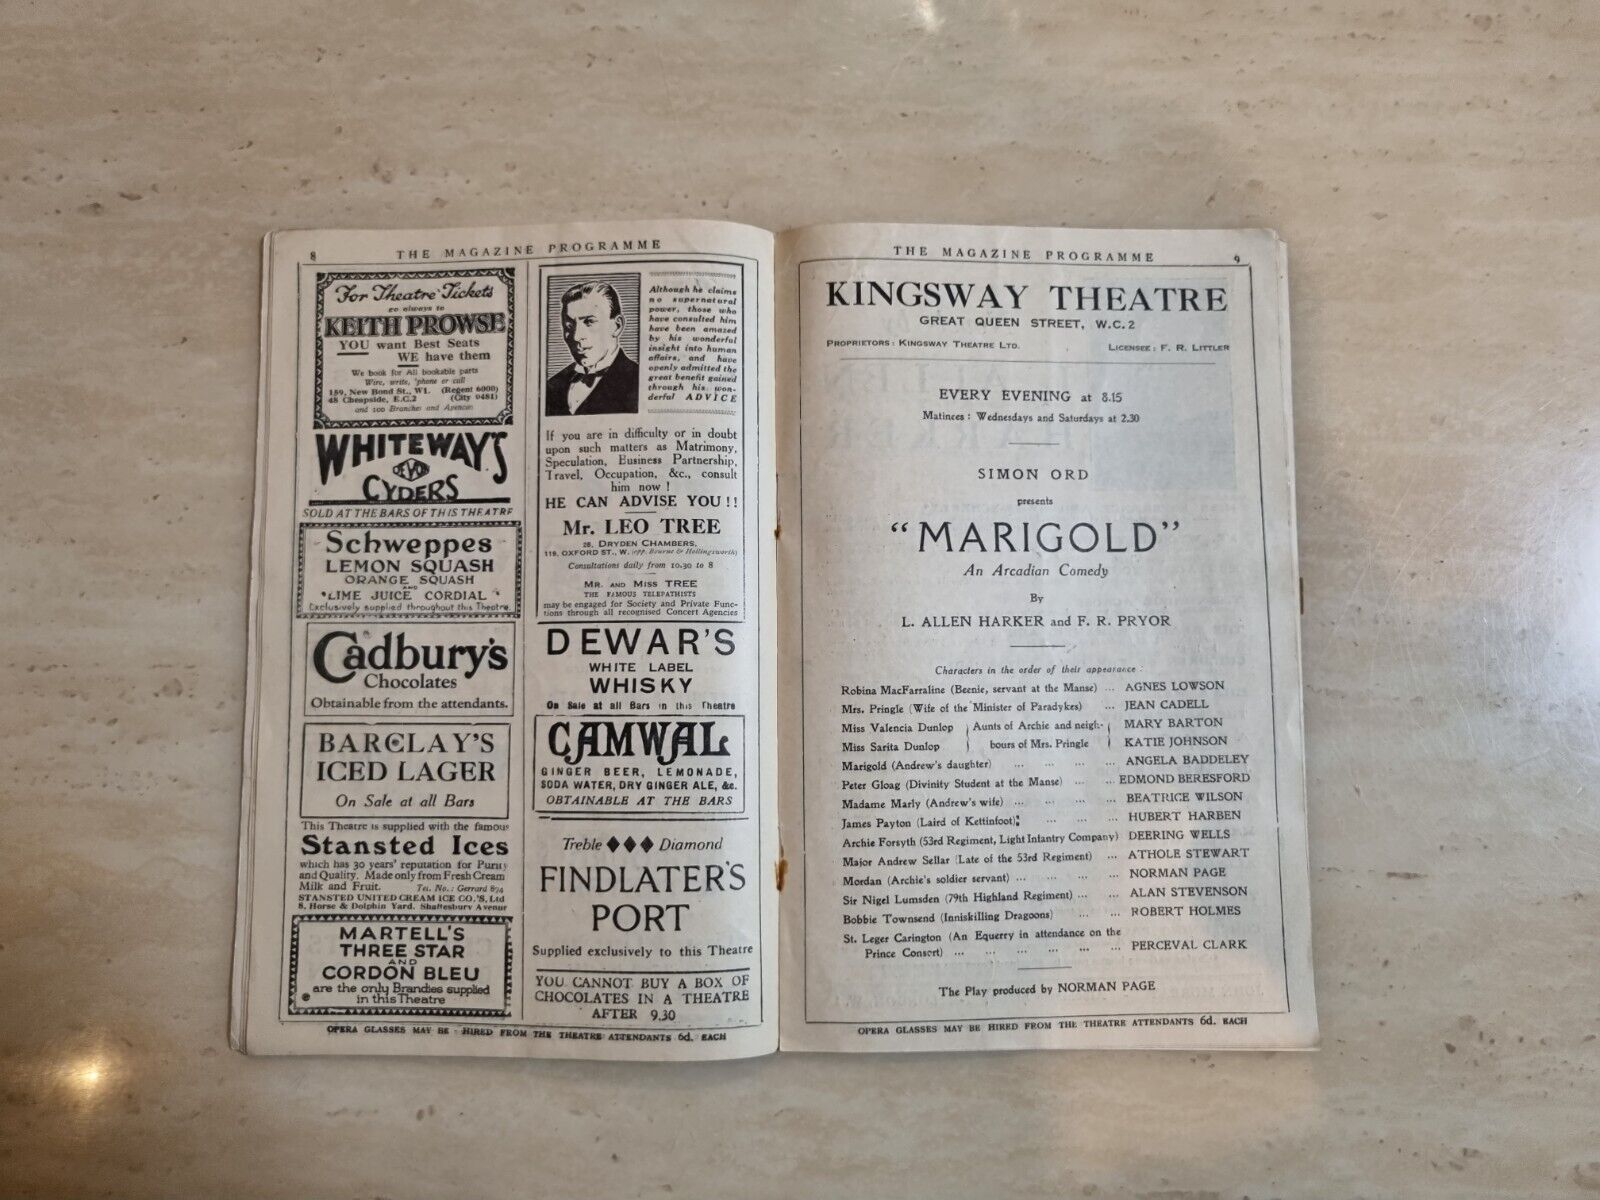 8
THE MAGAZINE PROGRAMME
For Theatre Tickets
go always to
KEITH PROWSE
YOU want Best Seats
WE have them
We book for All bookable parts
Wire, write, 'phone or call
159, New Bond St., W1. (Regent 6000)
48 Cheapside, E.C.2 (City 0481)
and 100 Branches and Agencies
WHITEWAY'S
DEVON
CYDERS
SOLD AT THE BARS OF THIS THEATRE
Schweppes
LEMON SQUASH
ORANGE SQUASH
AND
LIME JUICE CORDIAL
Exclusively supplied throughout this Theatre.
Cadbury's
Chocolates
Obtainable from the attendants.
BARCLAY'S
ICED LAGER
On Sale at all Bars
This Theatre is supplied with the famous
Stansted Ices
which has 30 years' reputation for Purity
and Quality. Made only from Fresh Cream
Milk and Fruit. Tel. No.: Gerrard 874
STANSTED UNITED CREAM ICE CO.'S, Ltd
8, Horse & Dolphin Yard, Shaftesbury Avenue
MARTELL'S
THREE STAR
AND
CORDON BLEU
are the only Brandies supplied
in this Theatre
Although he claims
no supernatural
power, those who
have consulted him
have been amazed
by his wonderful
insight into human
affairs, and have
openly admitted the
great benefit gained
through his won-
derful ADVICE
If you are in difficulty or in doubt
upon such matters as Matrimony,
Speculation, Business Partnership,
Travel, Occupation, &c., consult
him now !
HE CAN ADVISE YOU ! !
Mr. LEO TREE
28, DRYDEN CHAMBERS,
119, OXFORD ST., W. (opp. Bourne & Hollingsworth)
Consultations daily from 10.30 to 8
MR. AND MISS TREE
THE FAMOUS TELEPATHISTS
may be engaged for Society and Private Func-
tions through all recognised Concert Agencies
DEWAR'S
WHITE LABEL
WHISKY
On Sale at all Bars in this Theatre
CAMWAL
GINGER BEER, LEMONADE,
SODA WATER, DRY GINGER ALE, &c.
OBTAINABLE AT THE BARS
Treble ♦♦♦ Diamond
FINDLATER'S
PORT
Supplied exclusively to this Theatre
YOU CANNOT BUY A BOX OF
CHOCOLATES IN A THEATRE
AFTER 9.30
OPERA GLASSES MAY BE HIRED FROM THE THEATRE ATTENDANTS 6d. EACH
THE MAGAZINE PROGRAMME
9
KINGSWAY THEATRE
GREAT QUEEN STREET, W.C.2
PROPRIETORS : KINGSWAY THEATRE LTD. LICENSEE : F. R. LITTLER
EVERY EVENING at 8.15
Matinees : Wednesdays and Saturdays at 2.30
SIMON ORD
presents
"MARIGOLD"
An Arcadian Comedy
By
L. ALLEN HARKER and F. R. PRYOR
Characters in the order of their appearance :
Robina MacFarraline (Beenie, servant at the Manse) ... AGNES LOWSON
Mrs. Pringle (Wife of the Minister of Paradykes) ... JEAN CADELL
Miss Valencia Dunlop { Aunts of Archie and neigh- } MARY BARTON
Miss Sarita Dunlop { bours of Mrs. Pringle } KATIE JOHNSON
Marigold (Andrew's daughter) ... ... ... ... ANGELA BADDELEY
Peter Gloag (Divinity Student at the Manse) ... ... EDMOND BERESFORD
Madame Marly (Andrew's wife) ... ... ... ... BEATRICE WILSON
James Payton (Laird of Kettinfoot) ... ... ... HUBERT HARBEN
Archie Forsyth (53rd Regiment, Light Infantry Company) DEERING WELLS
Major Andrew Sellar (Late of the 53rd Regiment) ... ATHOLE STEWART
Mordan (Archie's soldier servant) ... ... ... ... NORMAN PAGE
Sir Nigel Lumsden (79th Highland Regiment) ... ... ALAN STEVENSON
Bobbie Townsend (Inniskilling Dragoons) ... ... ROBERT HOLMES
St. Leger Carington (An Equerry in attendance on the
Prince Consort) ... ... ... ... ... PERCEVAL CLARK
The Play produced by NORMAN PAGE
OPERA GLASSES MAY BE HIRED FROM THE THEATRE ATTENDANTS 6d. EACH